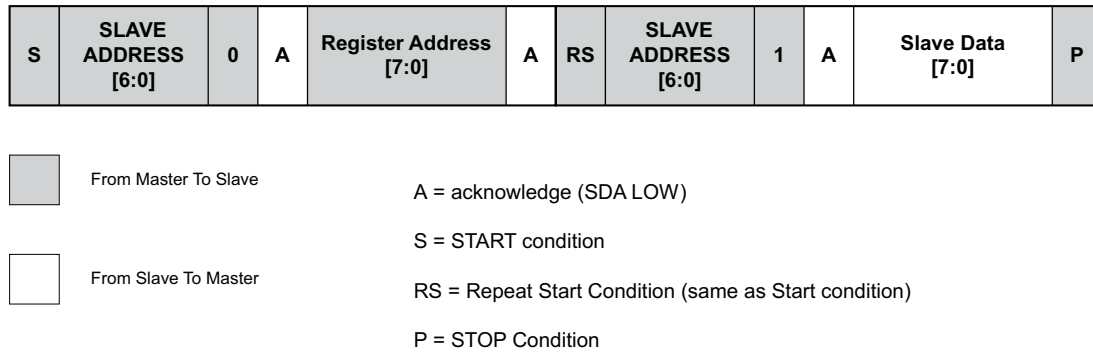 S SLAVE ADDRESS [6:0] 0 A Register Address [7:0] A RS SLAVE ADDRESS [6:0] 1 A Slave Data [7:0] P
From Master To Slave
A = acknowledge (SDA LOW)
S = START condition
From Slave To Master
RS = Repeat Start Condition (same as Start condition)
P = STOP Condition